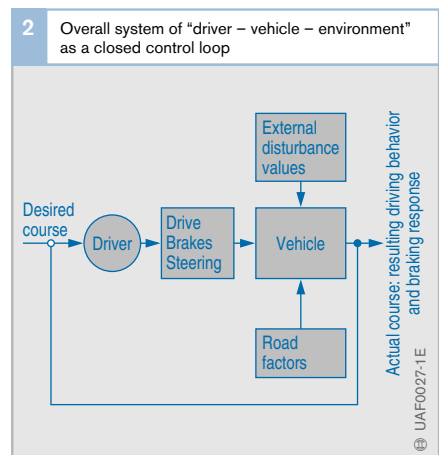 2
Overall system of “driver – vehicle – environment”
as a closed control loop
External
disturbance
values
Desired
course
Driver
Drive
Brakes
Steering
Vehicle
Road
factors
Actual course: resulting driving behavior
and braking response
UAF0027-1E